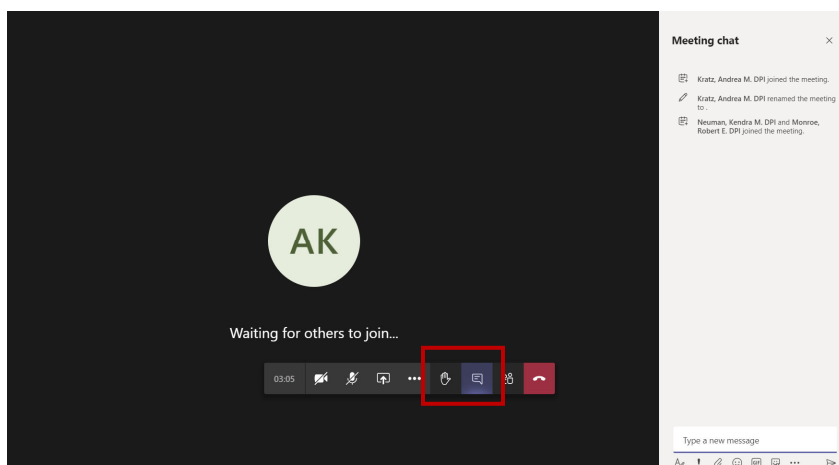 Meeting chat
Kratz, Andrea M. DPI joined the meeting.
Kratz, Andrea M. DPI renamed the meeting
to .
Neuman, Kendra M. DPI and Monroe,
Robert E. DPI joined the meeting.
AK
Waiting for others to join...
03:05
Type a new message
GIF